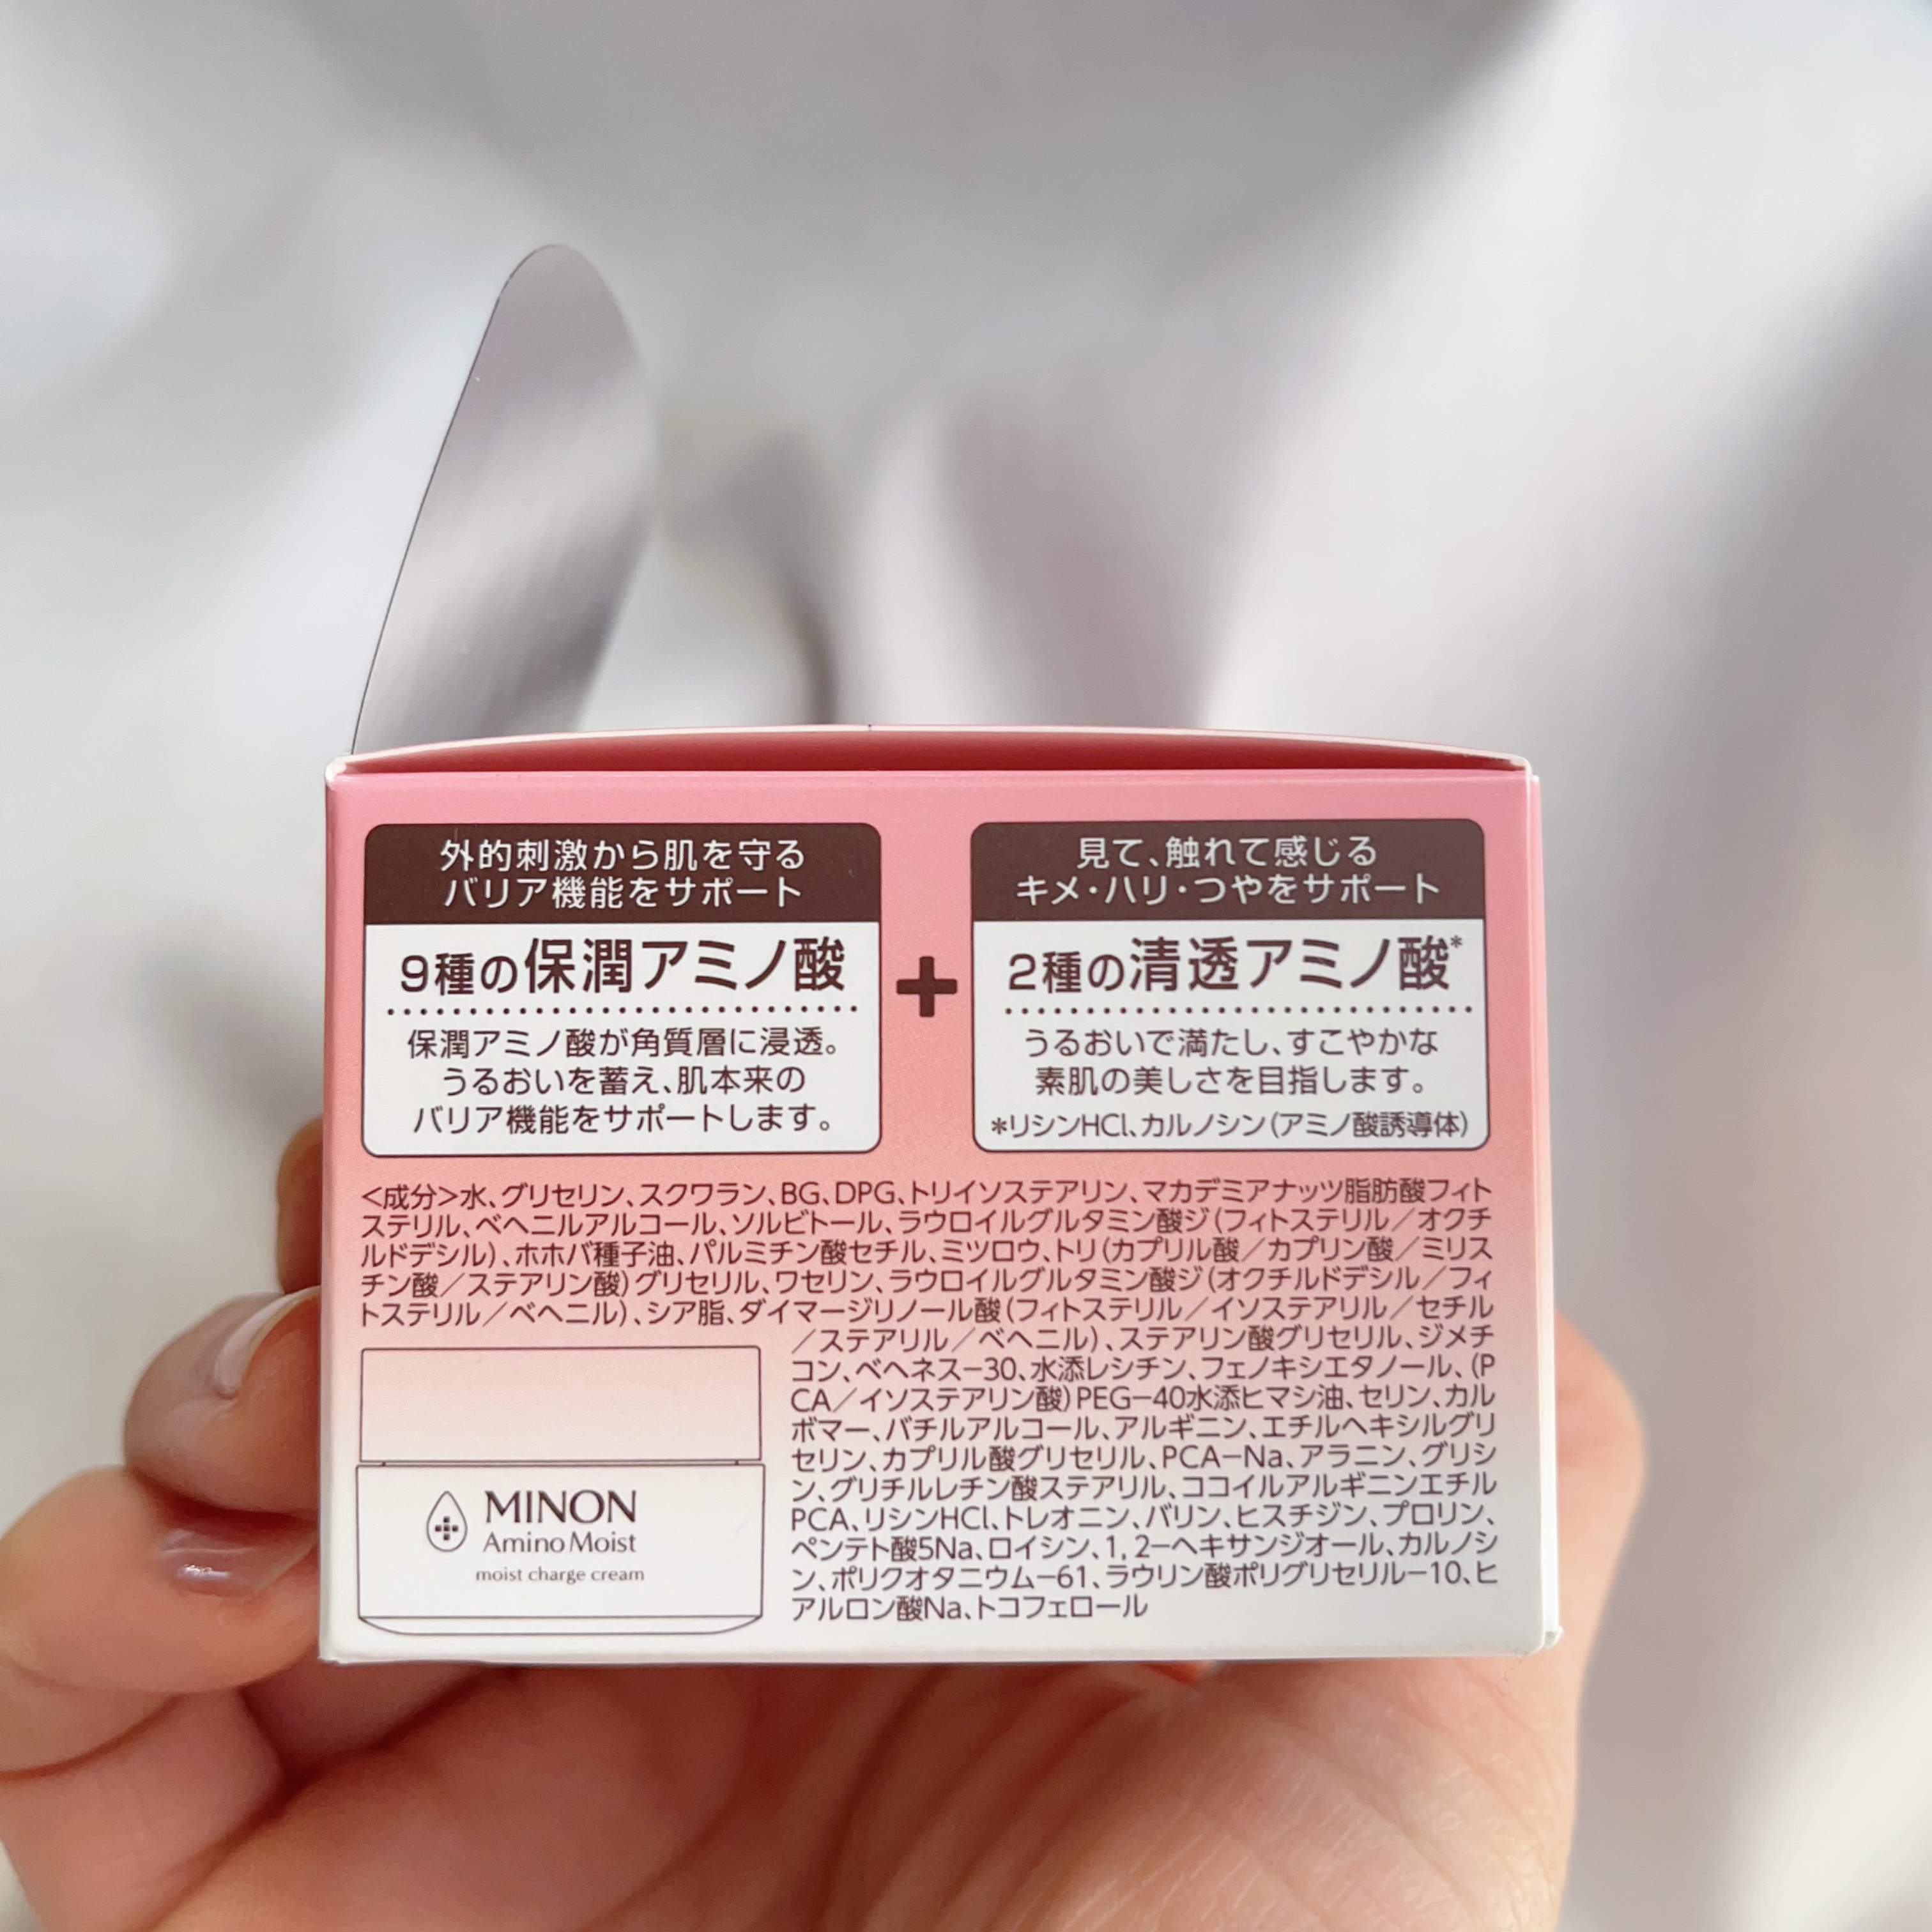 外的刺激から肌を守る
バリア機能をサポート
9種の保潤アミノ酸
保潤アミノ酸が角質層に浸透。
うるおいを蓄え、肌本来の
バリア機能をサポートします。
+
見て、触れて感じる
キメ・ハリ・つやをサポート
2種の清透アミノ酸*
うるおいで満たし、すこやかな
素肌の美しさを目指します。
*リシンHCl、カルノシン(アミノ酸誘導体)
<成分>水、グリセリン、スクワラン、BG、DPG、トリイソステアリン、マカデミアナッツ脂肪酸フィト
ステリル、ベヘニルアルコール、ソルビトール、ラウロイルグルタミン酸ジ(フィトステリル/オクチ
ルドデシル)、ホホバ種子油、パルミチン酸セチル、ミツロウ、トリ(カプリル酸/カプリン酸/ミリス
チン酸/ステアリン酸)グリセリル、ワセリン、ラウロイルグルタミン酸ジ(オクチルドデシル/フィ
トステリル/ベヘニル)、シア脂、ダイマージリノール酸(フィトステリル/イソステアリル/セチル
/ステアリル/ベヘニル)、ステアリン酸グリセリル、ジメチ
コン、ベヘネス-30、水添レシチン、フェノキシエタノール、(P
CA/イソステアリン酸)PEG-40水添ヒマシ油、セリン、カル
ボマー、バチルアルコール、アルギニン、エチルヘキシルグリ
セリン、カプリル酸グリセリル、PCA-Na、アラニン、グリシ
ン、グリチルレチン酸ステアリル、ココイルアルギニンエチル
PCA、リシンHCl、トレオニン、バリン、ヒスチジン、プロリン、
ペンテト酸5Na、ロイシン、1,2-ヘキサンジオール、カルノシ
ン、ポリクオタニウム-61、ラウリン酸ポリグリセリル-10、ヒ
アルロン酸Na、トコフェロール
MINON
Amino Moist
moist charge cream